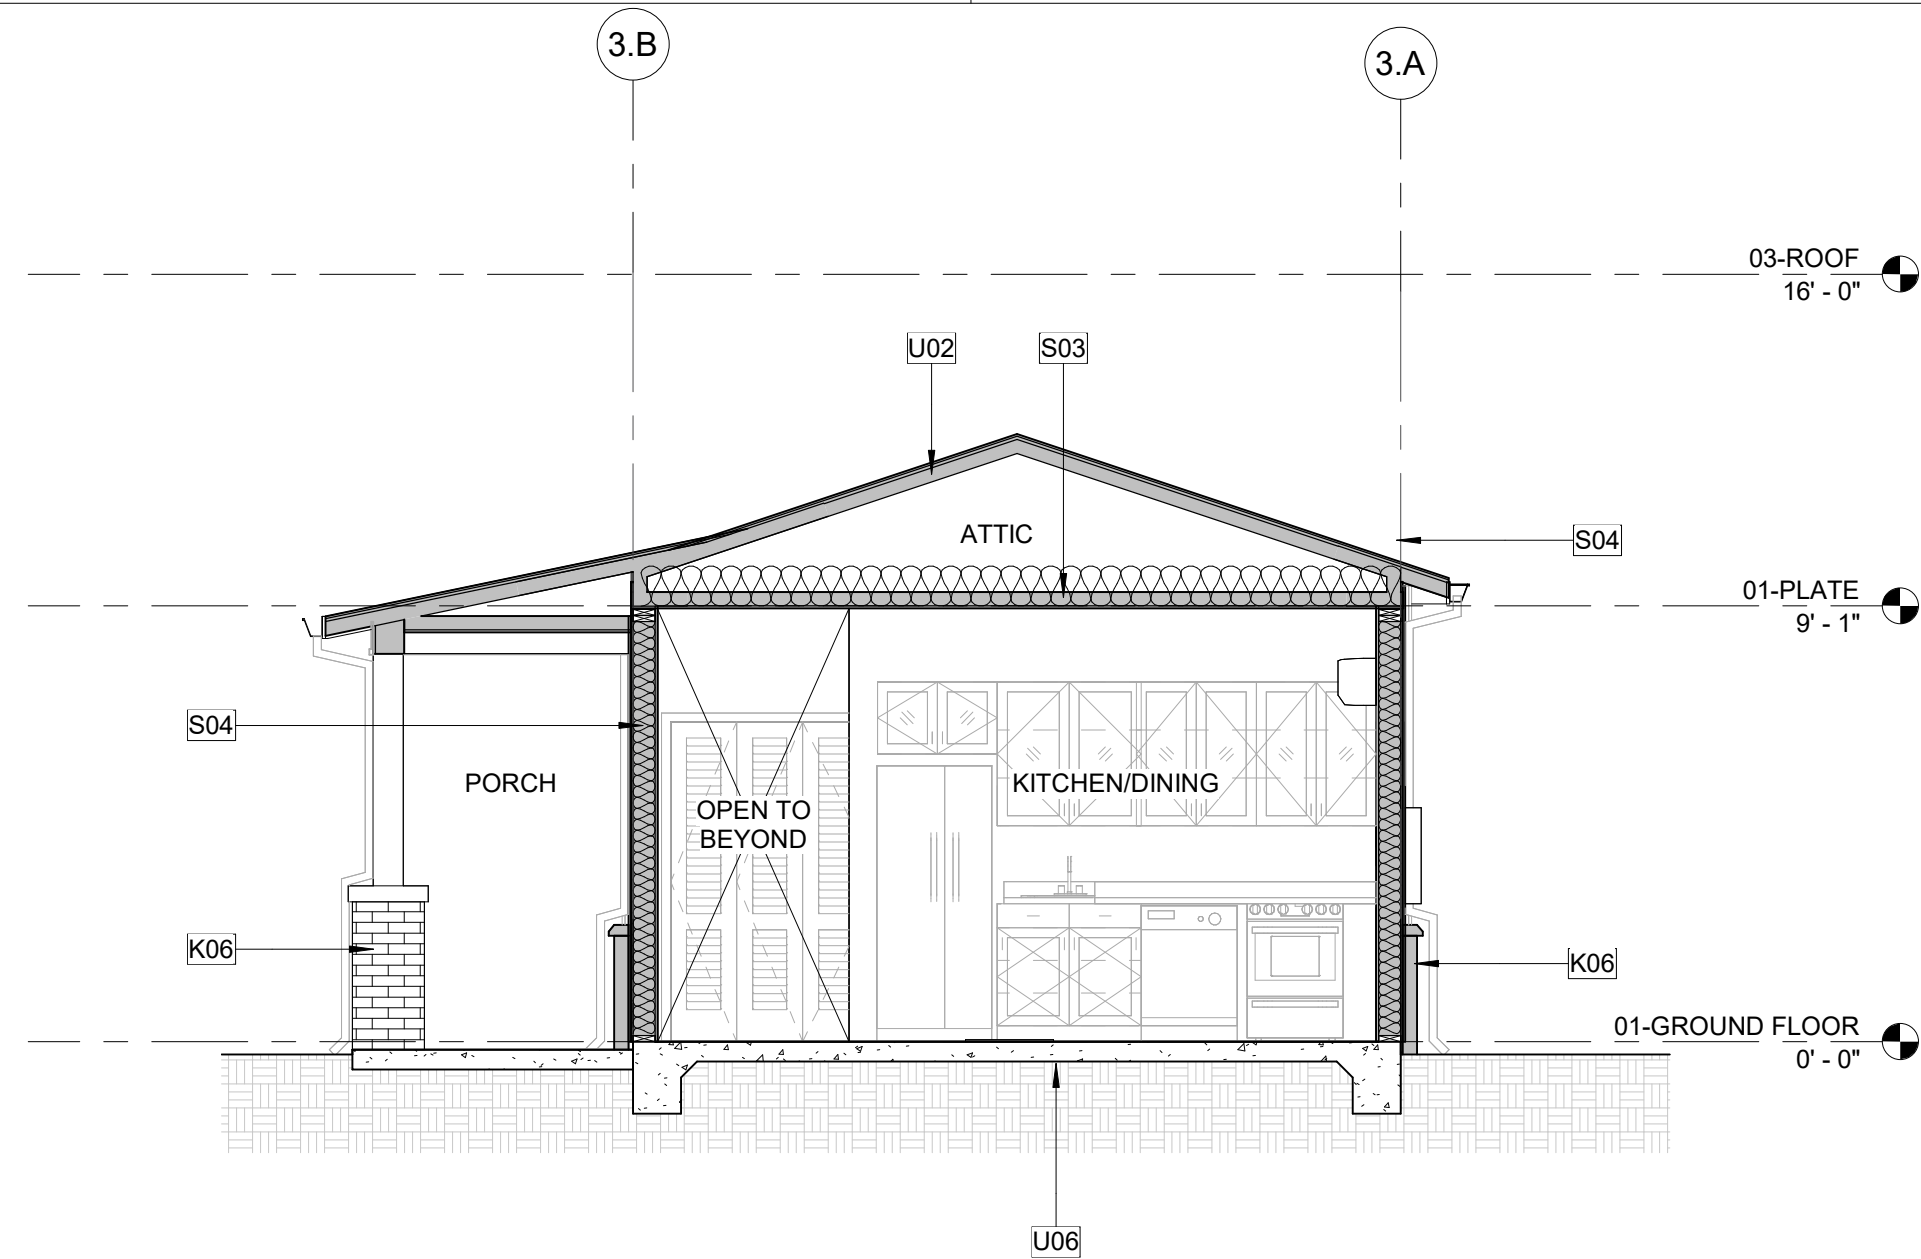 3.B
3.A
03-ROOF
16' - 0"
U02
S03
ATTIC
S04
01-PLATE
9' - 1"
S04
PORCH
KITCHEN/DINING
OPEN TO
BEYOND
K06
K06
01-GROUND FLOOR
0' - 0"
U06